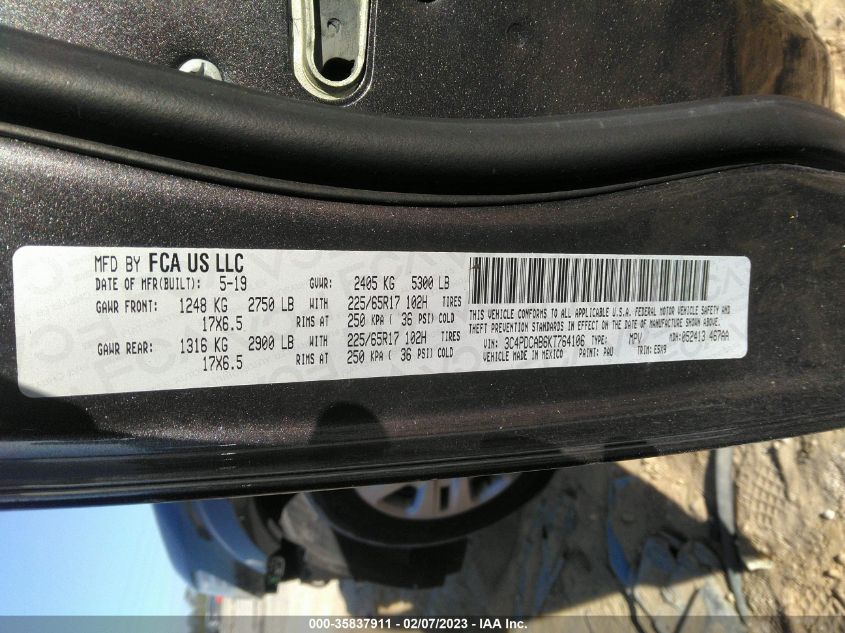 MFD BY FCA US LLC
DATE OF MFR(BUILT): 5-19 GVWR: 2405 KG 5300 LB
GAWR FRONT: 1248 KG 2750 LB WITH 225/65R17 102H TIRES
17X6.5 RIMS AT 250 KPA ( 36 PSI) COLD
GAWR REAR: 1316 KG 2900 LB WITH 225/65R17 102H TIRES
17X6.5 RIMS AT 250 KPA ( 36 PSI) COLD
THIS VEHICLE CONFORMS TO ALL APPLICABLE U.S.A. FEDERAL MOTOR VEHICLE SAFETY AND
THEFT PREVENTION STANDARDS IN EFFECT ON THE DATE OF MANUFACTURE SHOWN ABOVE.
VIN: 3C4PDCAB6KT764106 TYPE: MPV MDH: 052413 467AA
VEHICLE MADE IN MEXICO PAINT: PAU TRIM: E5X9
000-35837911 - 02/07/2023 - IAA Inc.